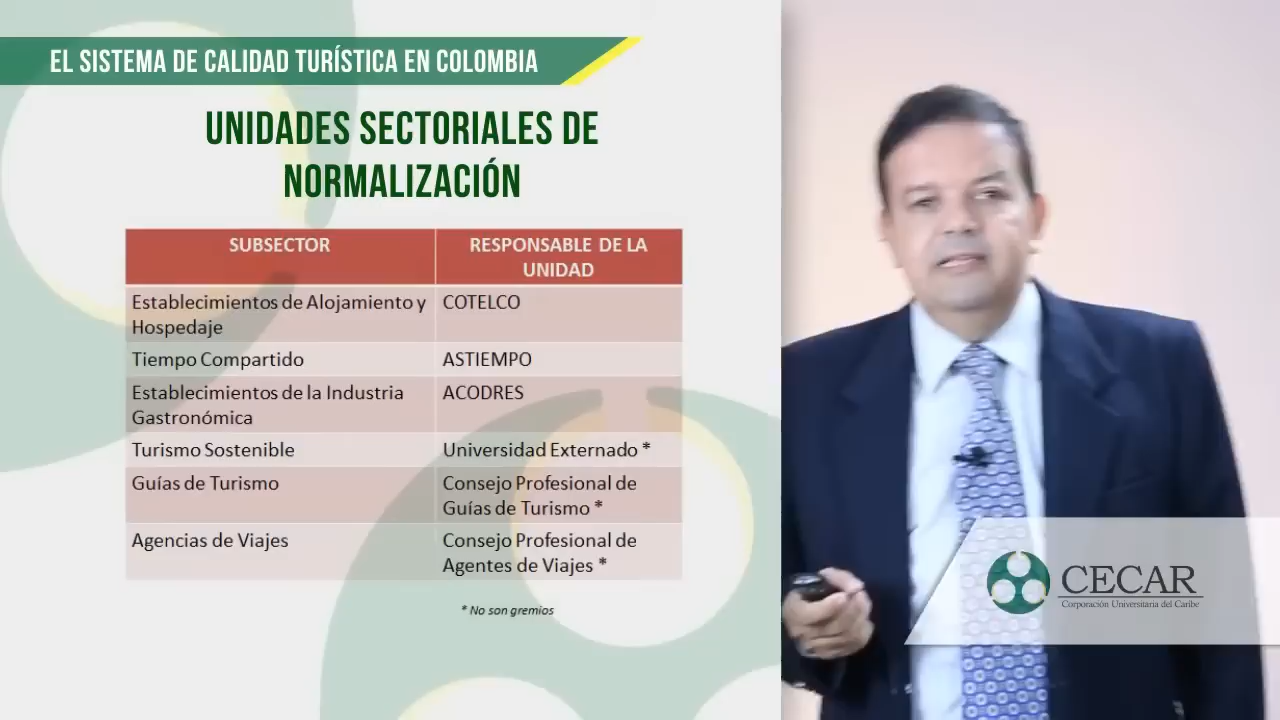 EL SISTEMA DE CALIDAD TURÍSTICA EN COLOMBIA
UNIDADES SECTORIALES DE
NORMALIZACIÓN
SUBSECTOR
RESPONSABLE DE LA
UNIDAD
Establecimientos de Alojamiento y
Hospedaje
COTELCO
Tiempo Compartido
ASTIEMPO
Establecimientos de la Industria
Gastronómica
ACODRES
Turismo Sostenible
Universidad Externado *
Guías de Turismo
Consejo Profesional de
Guías de Turismo *
Agencias de Viajes
Consejo Profesional de
Agentes de Viajes *
* No son gremios
CECAR
Corporación Universitaria del Caribe